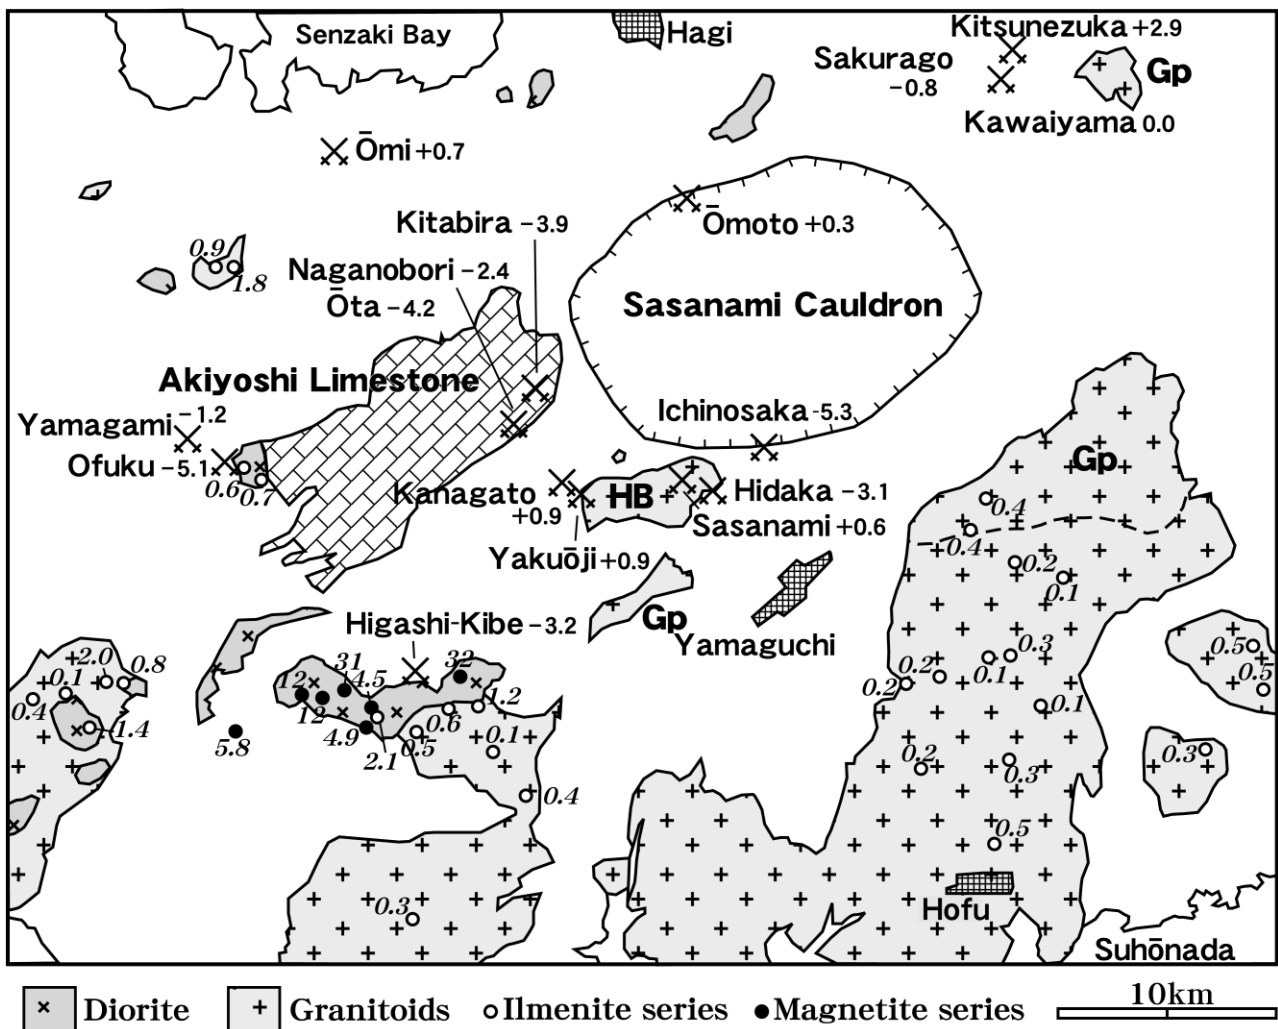 Senzaki Bay
Hagi
Kitsunezuka +2.9
Sakurago
-0.8
Gp
Kawaiyama 0.0
Ōmi +0.7
Kitabira -3.9
Ōmoto +0.3
0.9
1.8
Naganobori -2.4
Ōta -4.2
Sasanami Cauldron
Akiyoshi Limestone
Yamagami -1.2
Ichinosaka -5.3
Ofuku -5.1
0.6
0.7
Gp
Kanagato
+0.9
HB
Hidaka -3.1
Sasanami +0.6
0.4
0.4
Yakuōji +0.9
0.2
0.1
Gp
Yamaguchi
Higashi-Kibe -3.2
2.0
0.8
0.1
0.4
1.4
31
4.5
32
12
12
4.9
2.1
0.5
0.6
1.2
0.1
5.8
0.4
0.3
0.1
0.2
0.2
0.1
0.5
0.5
0.2
0.3
0.3
0.5
0.3
Hofu
Suhōnada
Diorite
Granitoids
Ilmenite series
Magnetite series
10km